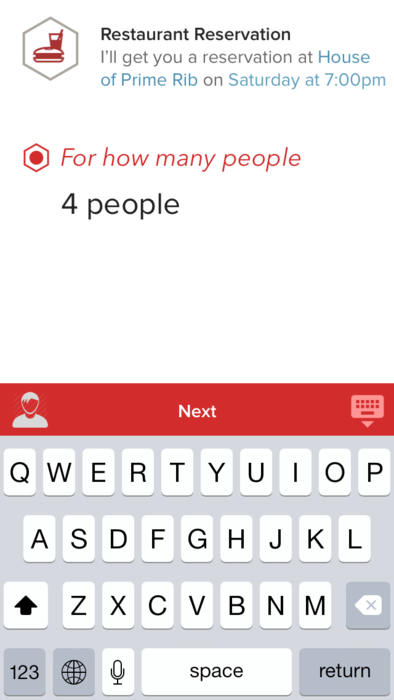 Restaurant Reservation
I'll get you a reservation at House
of Prime Rib on Saturday at 7:00pm
For how many people
4 people
Next
Q W E R T Y U I O P
A S D F G H J K L
Z X C V B N M
123 space return